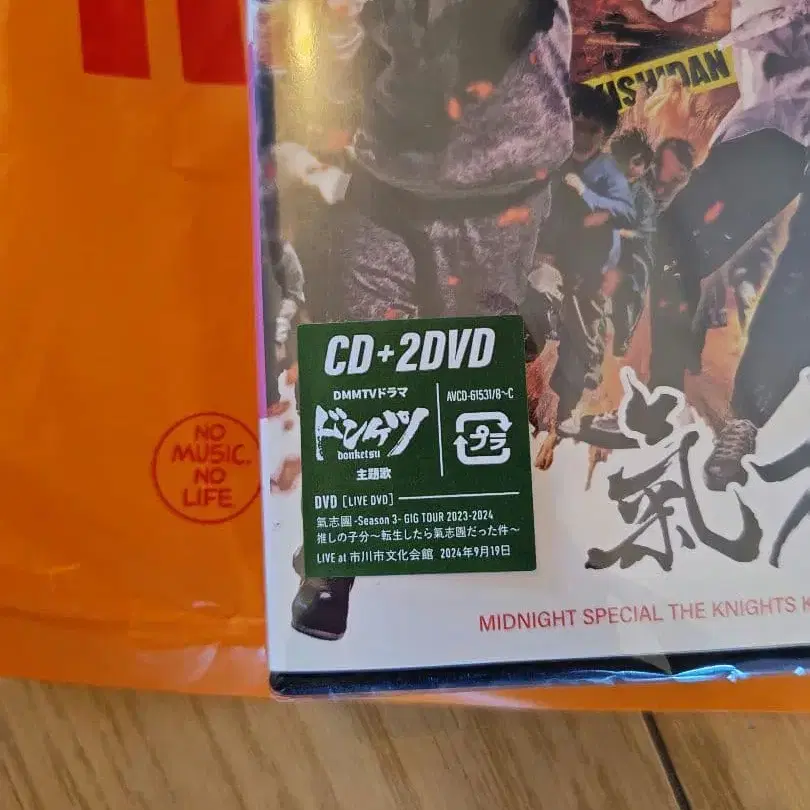 KISHIDAN
CD+2DVD
DMMTVドラマ
ドンケツ
Donketsu
主題歌
AVCD-61531/B~C
プラ
DVD [LIVE DVD]
氣志團 -Season 3- GIG TOUR 2023-2024
推しの子分~転生したら氣志團だった件~
LIVE at 市川市文化会館 2024年9月19日
NO
MUSIC,
NO
LIFE.
氣
MIDNIGHT SPECIAL THE KNIGHTS